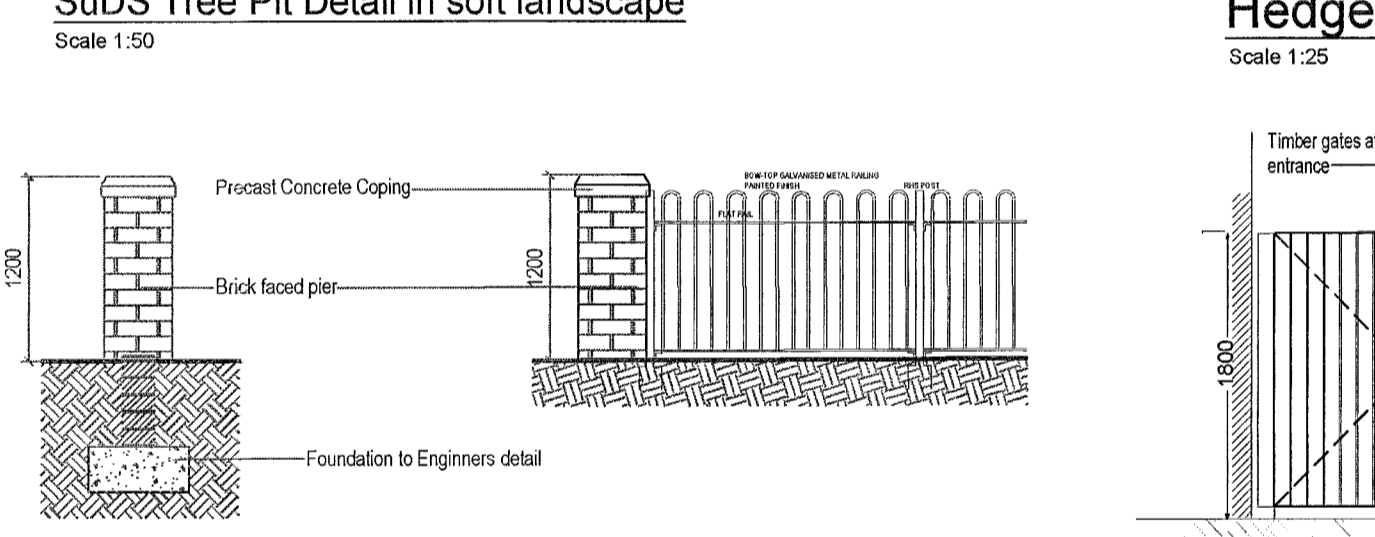 SuDS Tree Pit Detail in soft landscape
Scale 1:50
Hedge
Scale 1:25
Precast Concrete Coping
Brick faced pier
Foundation to Enginners detail
1200
1200
BOW-TOP GALVANISED METAL RAILING
PAINTED FINISH
RHS POST
FLAT RAIL
Timber gates
entrance
1800